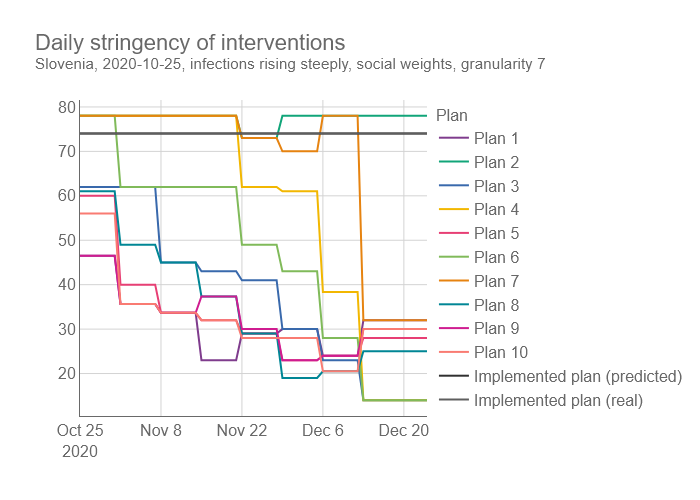 Daily stringency of interventions
Slovenia, 2020-10-25, infections rising steeply, social weights, granularity 7
80
70
60
50
40
30
20
Oct 25
2020
Nov 8
Nov 22
Dec 6
Dec 20
Plan
Plan 1
Plan 2
Plan 3
Plan 4
Plan 5
Plan 6
Plan 7
Plan 8
Plan 9
Plan 10
Implemented plan (predicted)
Implemented plan (real)